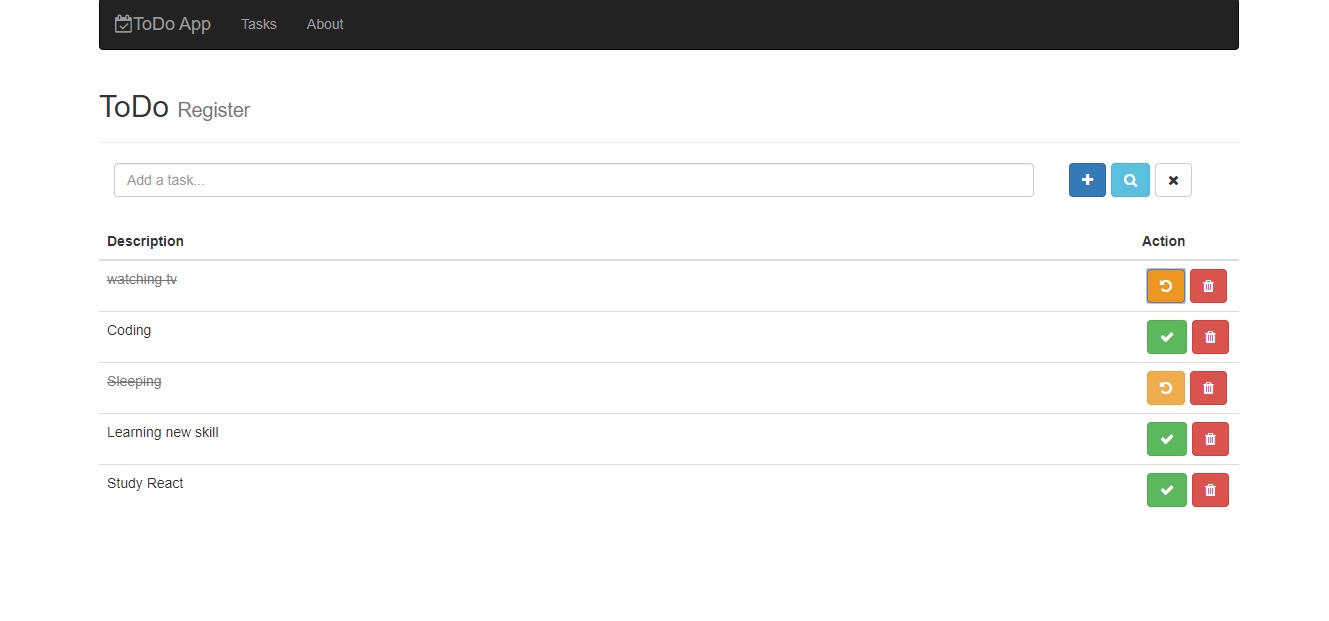 ToDo App Tasks About
ToDo Register
Add a task...
Description Action
watching tv
Coding
Sleeping
Learning new skill
Study React